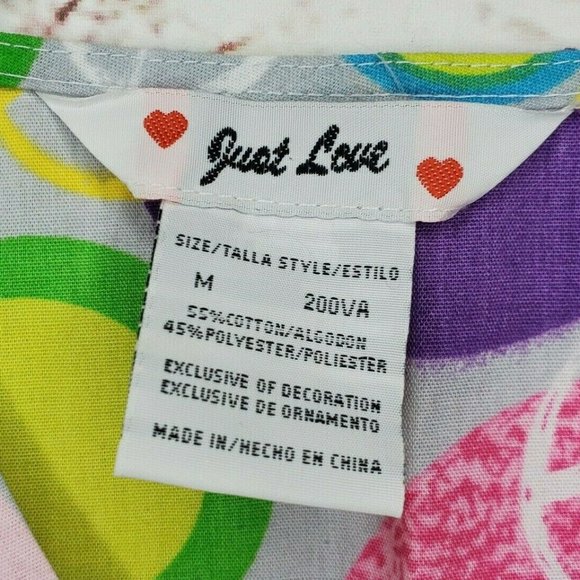 Just Love
SIZE/TALLA STYLE/ESTILO
M 200VA
55%COTTON/ALGODON
45%POLYESTER/POLIESTER
EXCLUSIVE OF DECORATION
EXCLUSIVE DE ORNAMENTO
MADE IN/HECHO EN CHINA